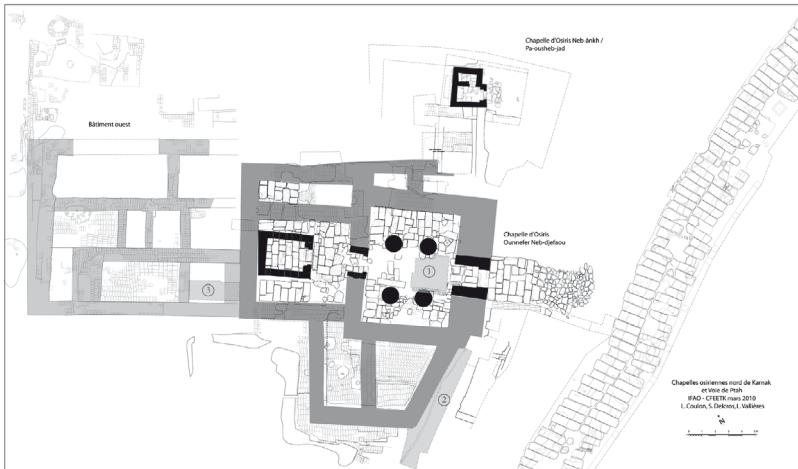 Chapelle d'Osiris Neb ânkh /
Pa-ousheb-iad
Bâtiment ouest
Chapelle d'Osiris
Ounnefer Neb-djefaou
1
3
2
Chapelles osiriennes nord de Karnak
et Voie de Ptah
IFAO - CFEETK mars 2010
L. Coulon, S. Delcros, L. Vallières
N